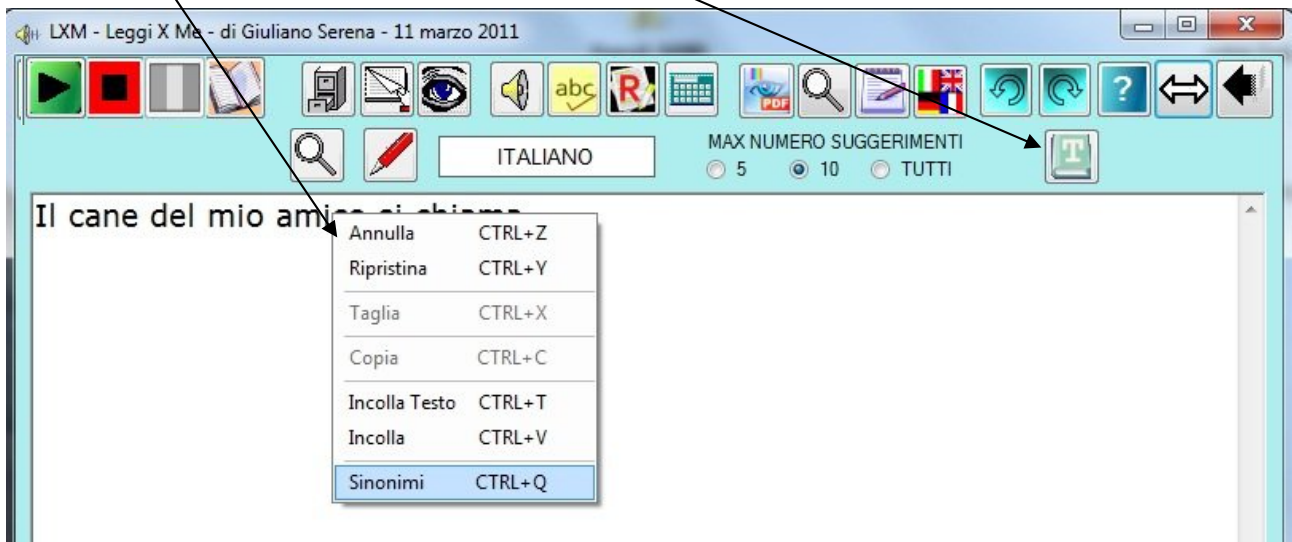 LXM - Leggi X Me - di Giuliano Serena - 11 marzo 2011
abc R PDF ?
ITALIANO
MAX NUMERO SUGGERIMENTI
5 10 TUTTI
T
Il cane del mio amico si chiama
Annulla CTRL+Z
Ripristina CTRL+Y
Taglia CTRL+X
Copia CTRL+C
Incolla Testo CTRL+T
Incolla CTRL+V
Sinonimi CTRL+Q